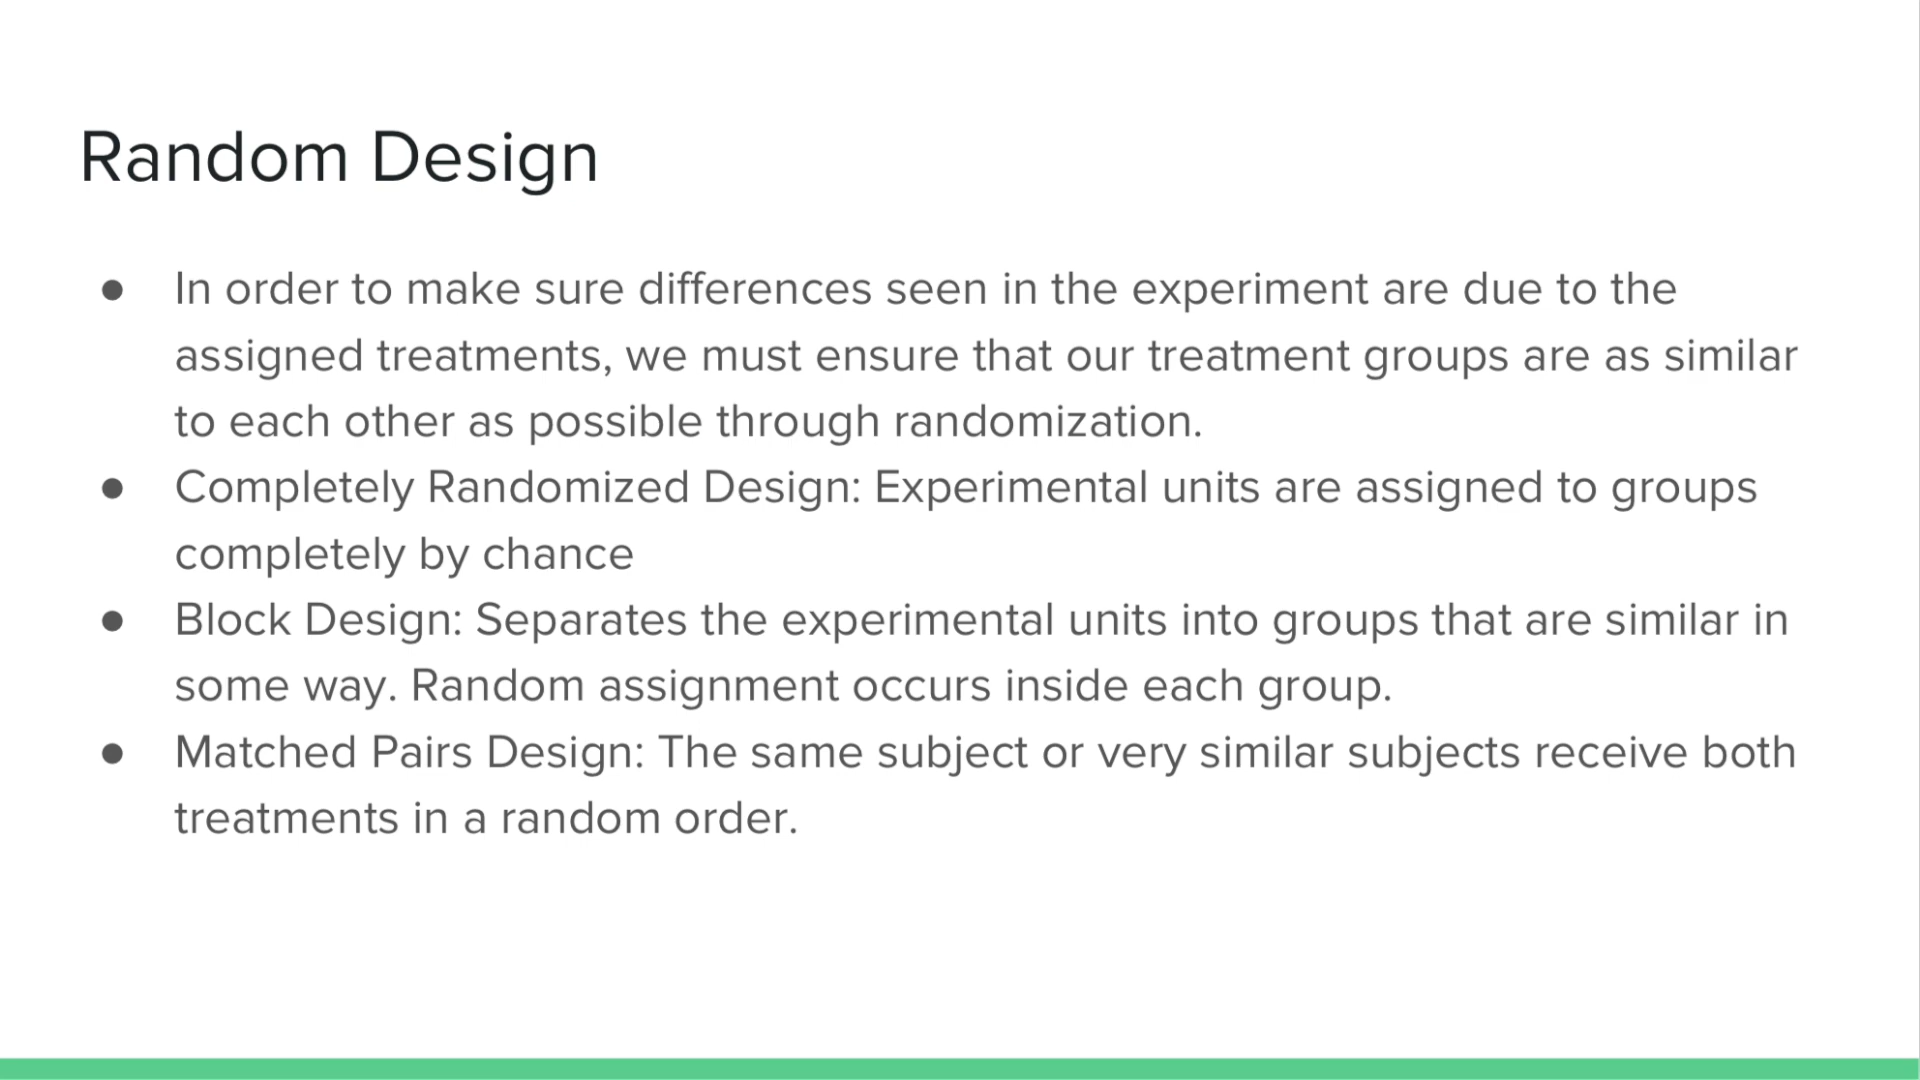 Random Design
● In order to make sure differences seen in the experiment are due to the
assigned treatments, we must ensure that our treatment groups are as similar
to each other as possible through randomization.
● Completely Randomized Design: Experimental units are assigned to groups
completely by chance
● Block Design: Separates the experimental units into groups that are similar in
some way. Random assignment occurs inside each group.
● Matched Pairs Design: The same subject or very similar subjects receive both
treatments in a random order.